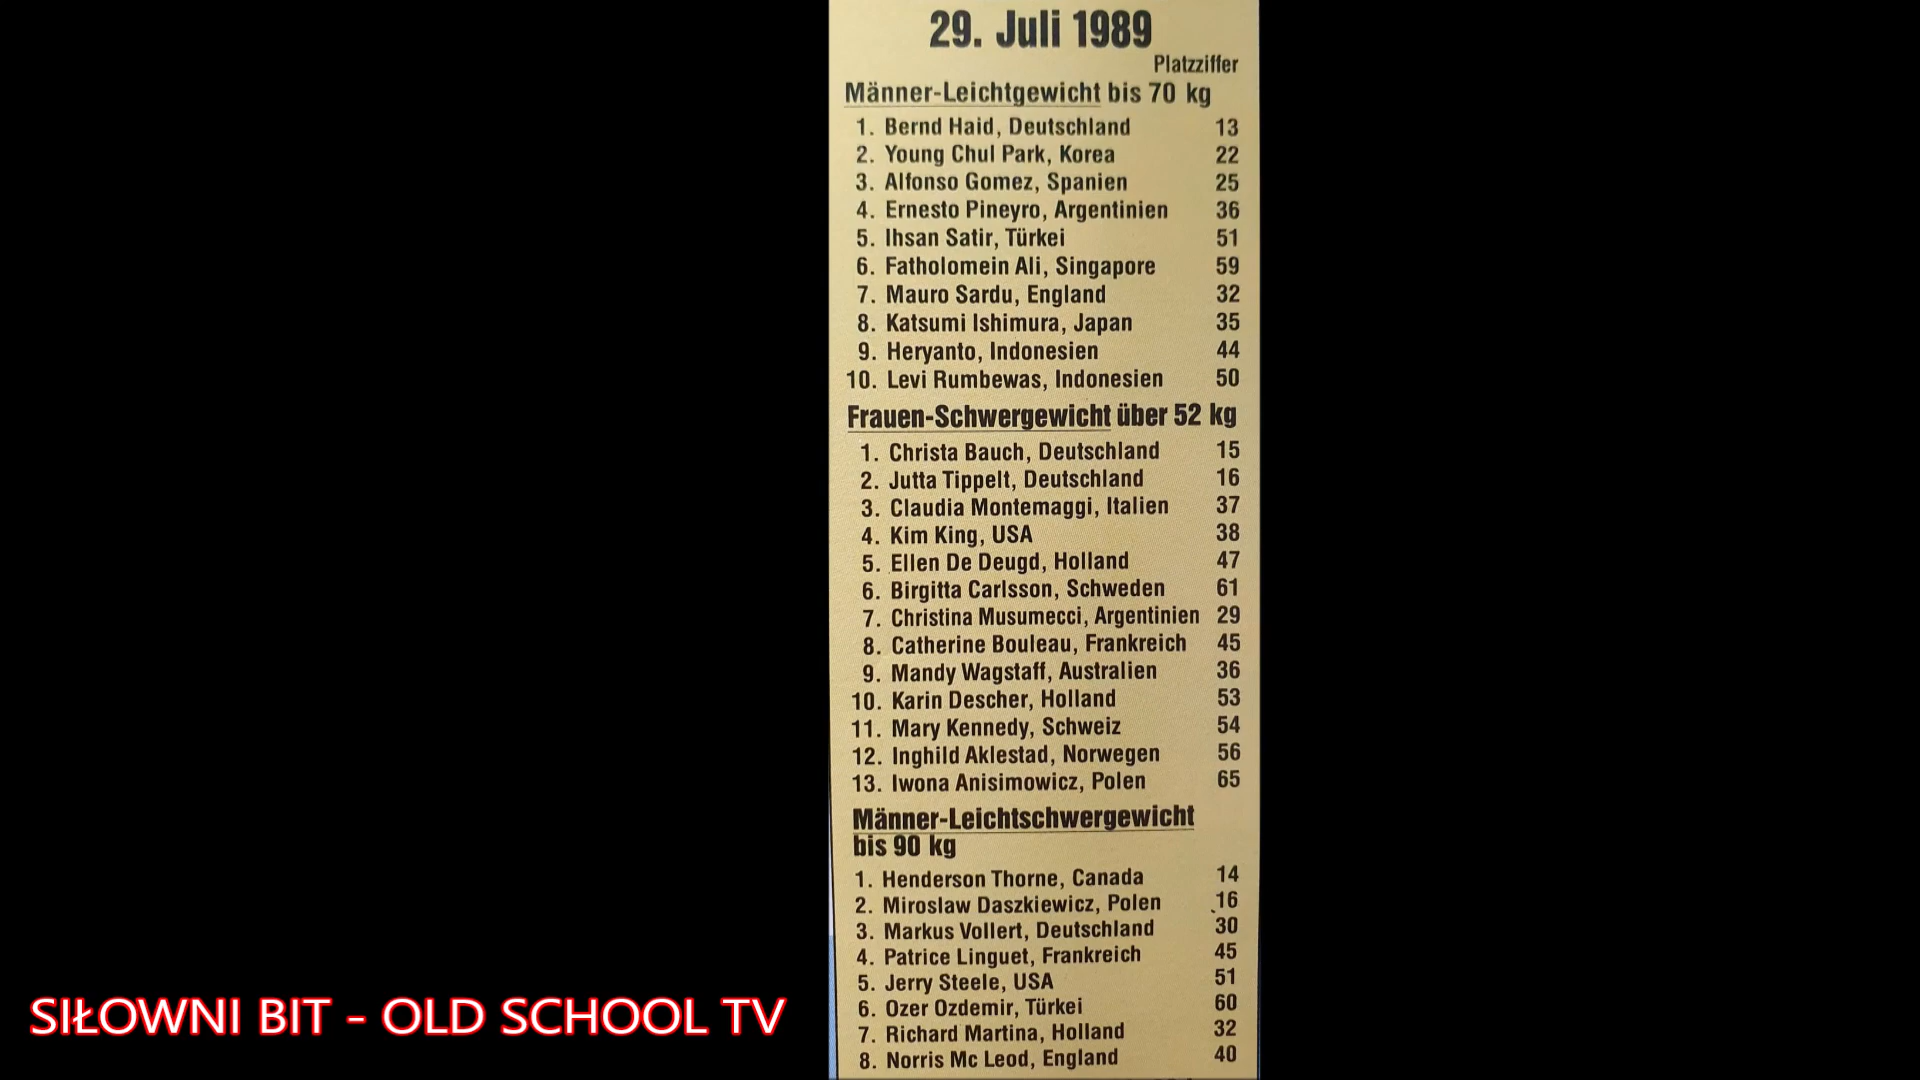 29. Juli 1989
Platzziffer
Männer-Leichtgewicht bis 70 kg
1. Bernd Haid, Deutschland 13
2. Young Chul Park, Korea 22
3. Alfonso Gomez, Spanien 25
4. Ernesto Pineyro, Argentinien 36
5. Ihsan Satir, Türkei 51
6. Fatholomein Ali, Singapore 59
7. Mauro Sardu, England 32
8. Katsumi Ishimura, Japan 35
9. Heryanto, Indonesien 44
10. Levi Rumbewas, Indonesien 50
Frauen-Schwergewicht über 52 kg
1. Christa Bauch, Deutschland 15
2. Jutta Tippelt, Deutschland 16
3. Claudia Montemaggi, Italien 37
4. Kim King, USA 38
5. Ellen De Deugd, Holland 47
6. Birgitta Carlsson, Schweden 61
7. Christina Musumecci, Argentinien 29
8. Catherine Bouleau, Frankreich 45
9. Mandy Wagstaff, Australien 36
10. Karin Descher, Holland 53
11. Mary Kennedy, Schweiz 54
12. Inghild Aklestad, Norwegen 56
13. Iwona Anisimowicz, Polen 65
Männer-Leichtschwergewicht
bis 90 kg
1. Henderson Thorne, Canada 14
2. Miroslaw Daszkiewicz, Polen 16
3. Markus Vollert, Deutschland 30
4. Patrice Linguet, Frankreich 45
5. Jerry Steele, USA 51
6. Ozer Ozdemir, Türkei 60
7. Richard Martina, Holland 32
8. Norris Mc Leod, England 40
SIŁOWNI BIT - OLD SCHOOL TV